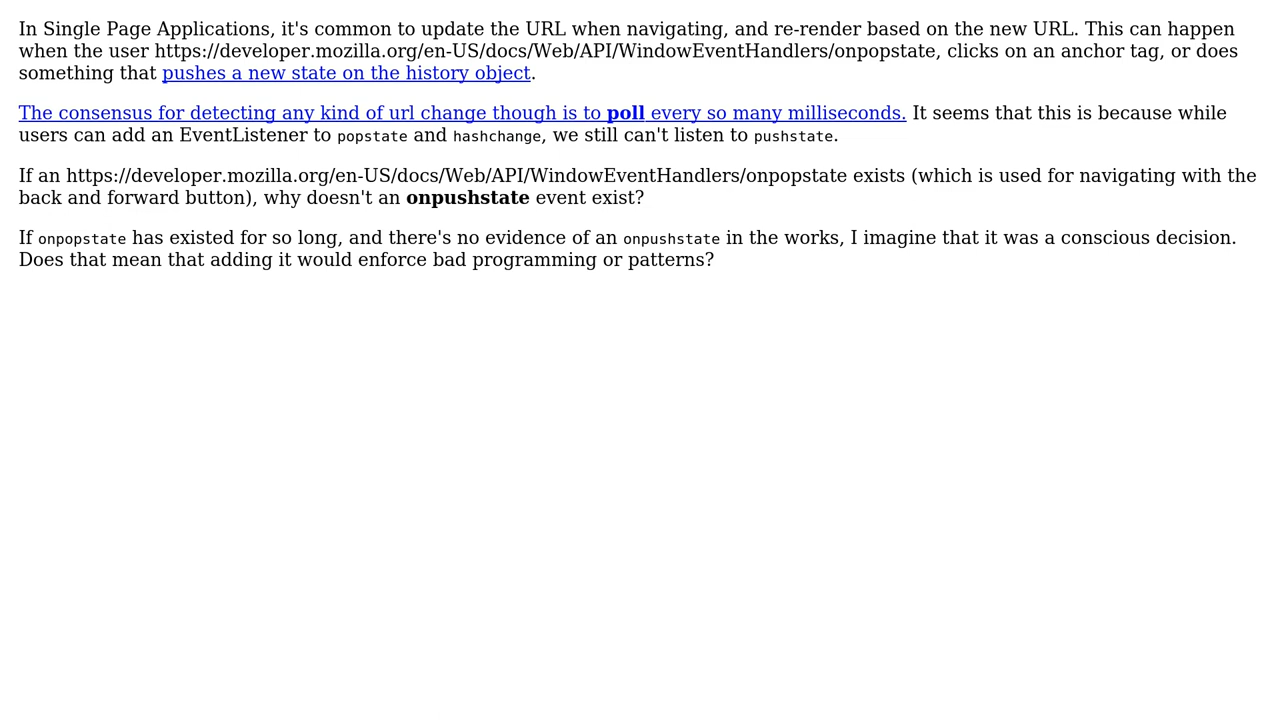 In Single Page Applications, it's common to update the URL when navigating, and re-render based on the new URL. This can happen
when the user https://developer.mozilla.org/en-US/docs/Web/API/WindowEventHandlers/onpopstate, clicks on an anchor tag, or does
something that pushes a new state on the history object.
The consensus for detecting any kind of url change though is to poll every so many milliseconds. It seems that this is because while
users can add an EventListener to popstate and hashchange, we still can't listen to pushstate.
If an https://developer.mozilla.org/en-US/docs/Web/API/WindowEventHandlers/onpopstate exists (which is used for navigating with the
back and forward button), why doesn't an onpushstate event exist?
If onpopstate has existed for so long, and there's no evidence of an onpushstate in the works, I imagine that it was a conscious decision.
Does that mean that adding it would enforce bad programming or patterns?